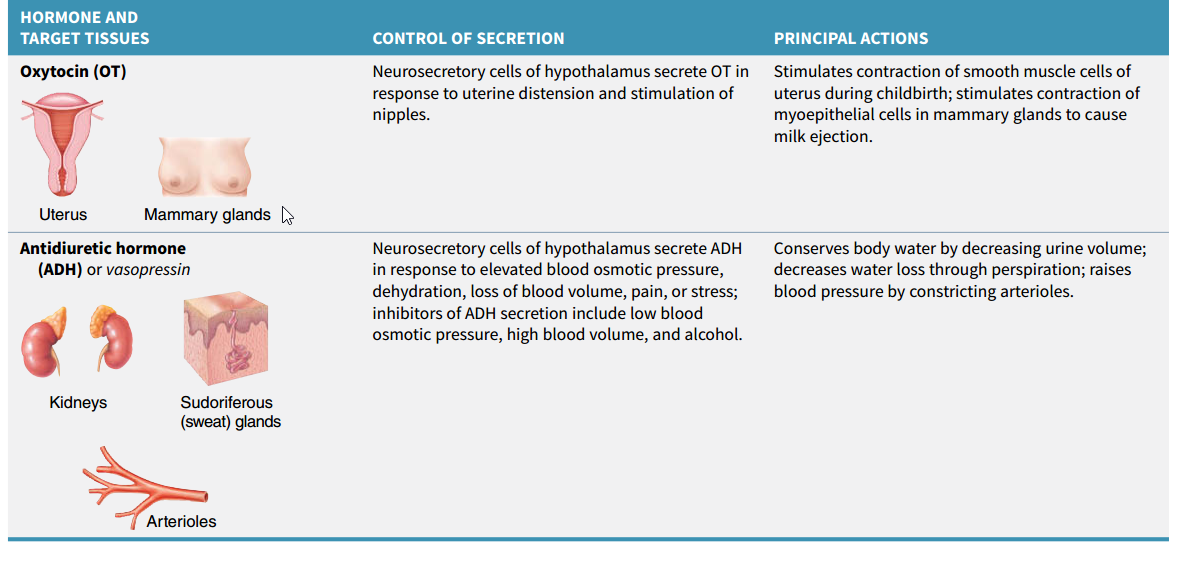 HORMONE AND
TARGET TISSUES
CONTROL OF SECRETION
PRINCIPAL ACTIONS
Oxytocin (OT)
Uterus
Mammary glands
Neurosecretory cells of hypothalamus secrete OT in
response to uterine distension and stimulation of
nipples.
Stimulates contraction of smooth muscle cells of
uterus during childbirth; stimulates contraction of
myoepithelial cells in mammary glands to cause
milk ejection.
Antidiuretic hormone
(ADH) or vasopressin
Kidneys
Sudoriferous
(sweat) glands
Arterioles
Neurosecretory cells of hypothalamus secrete ADH
in response to elevated blood osmotic pressure,
dehydration, loss of blood volume, pain, or stress;
inhibitors of ADH secretion include low blood
osmotic pressure, high blood volume, and alcohol.
Conserves body water by decreasing urine volume;
decreases water loss through perspiration; raises
blood pressure by constricting arterioles.